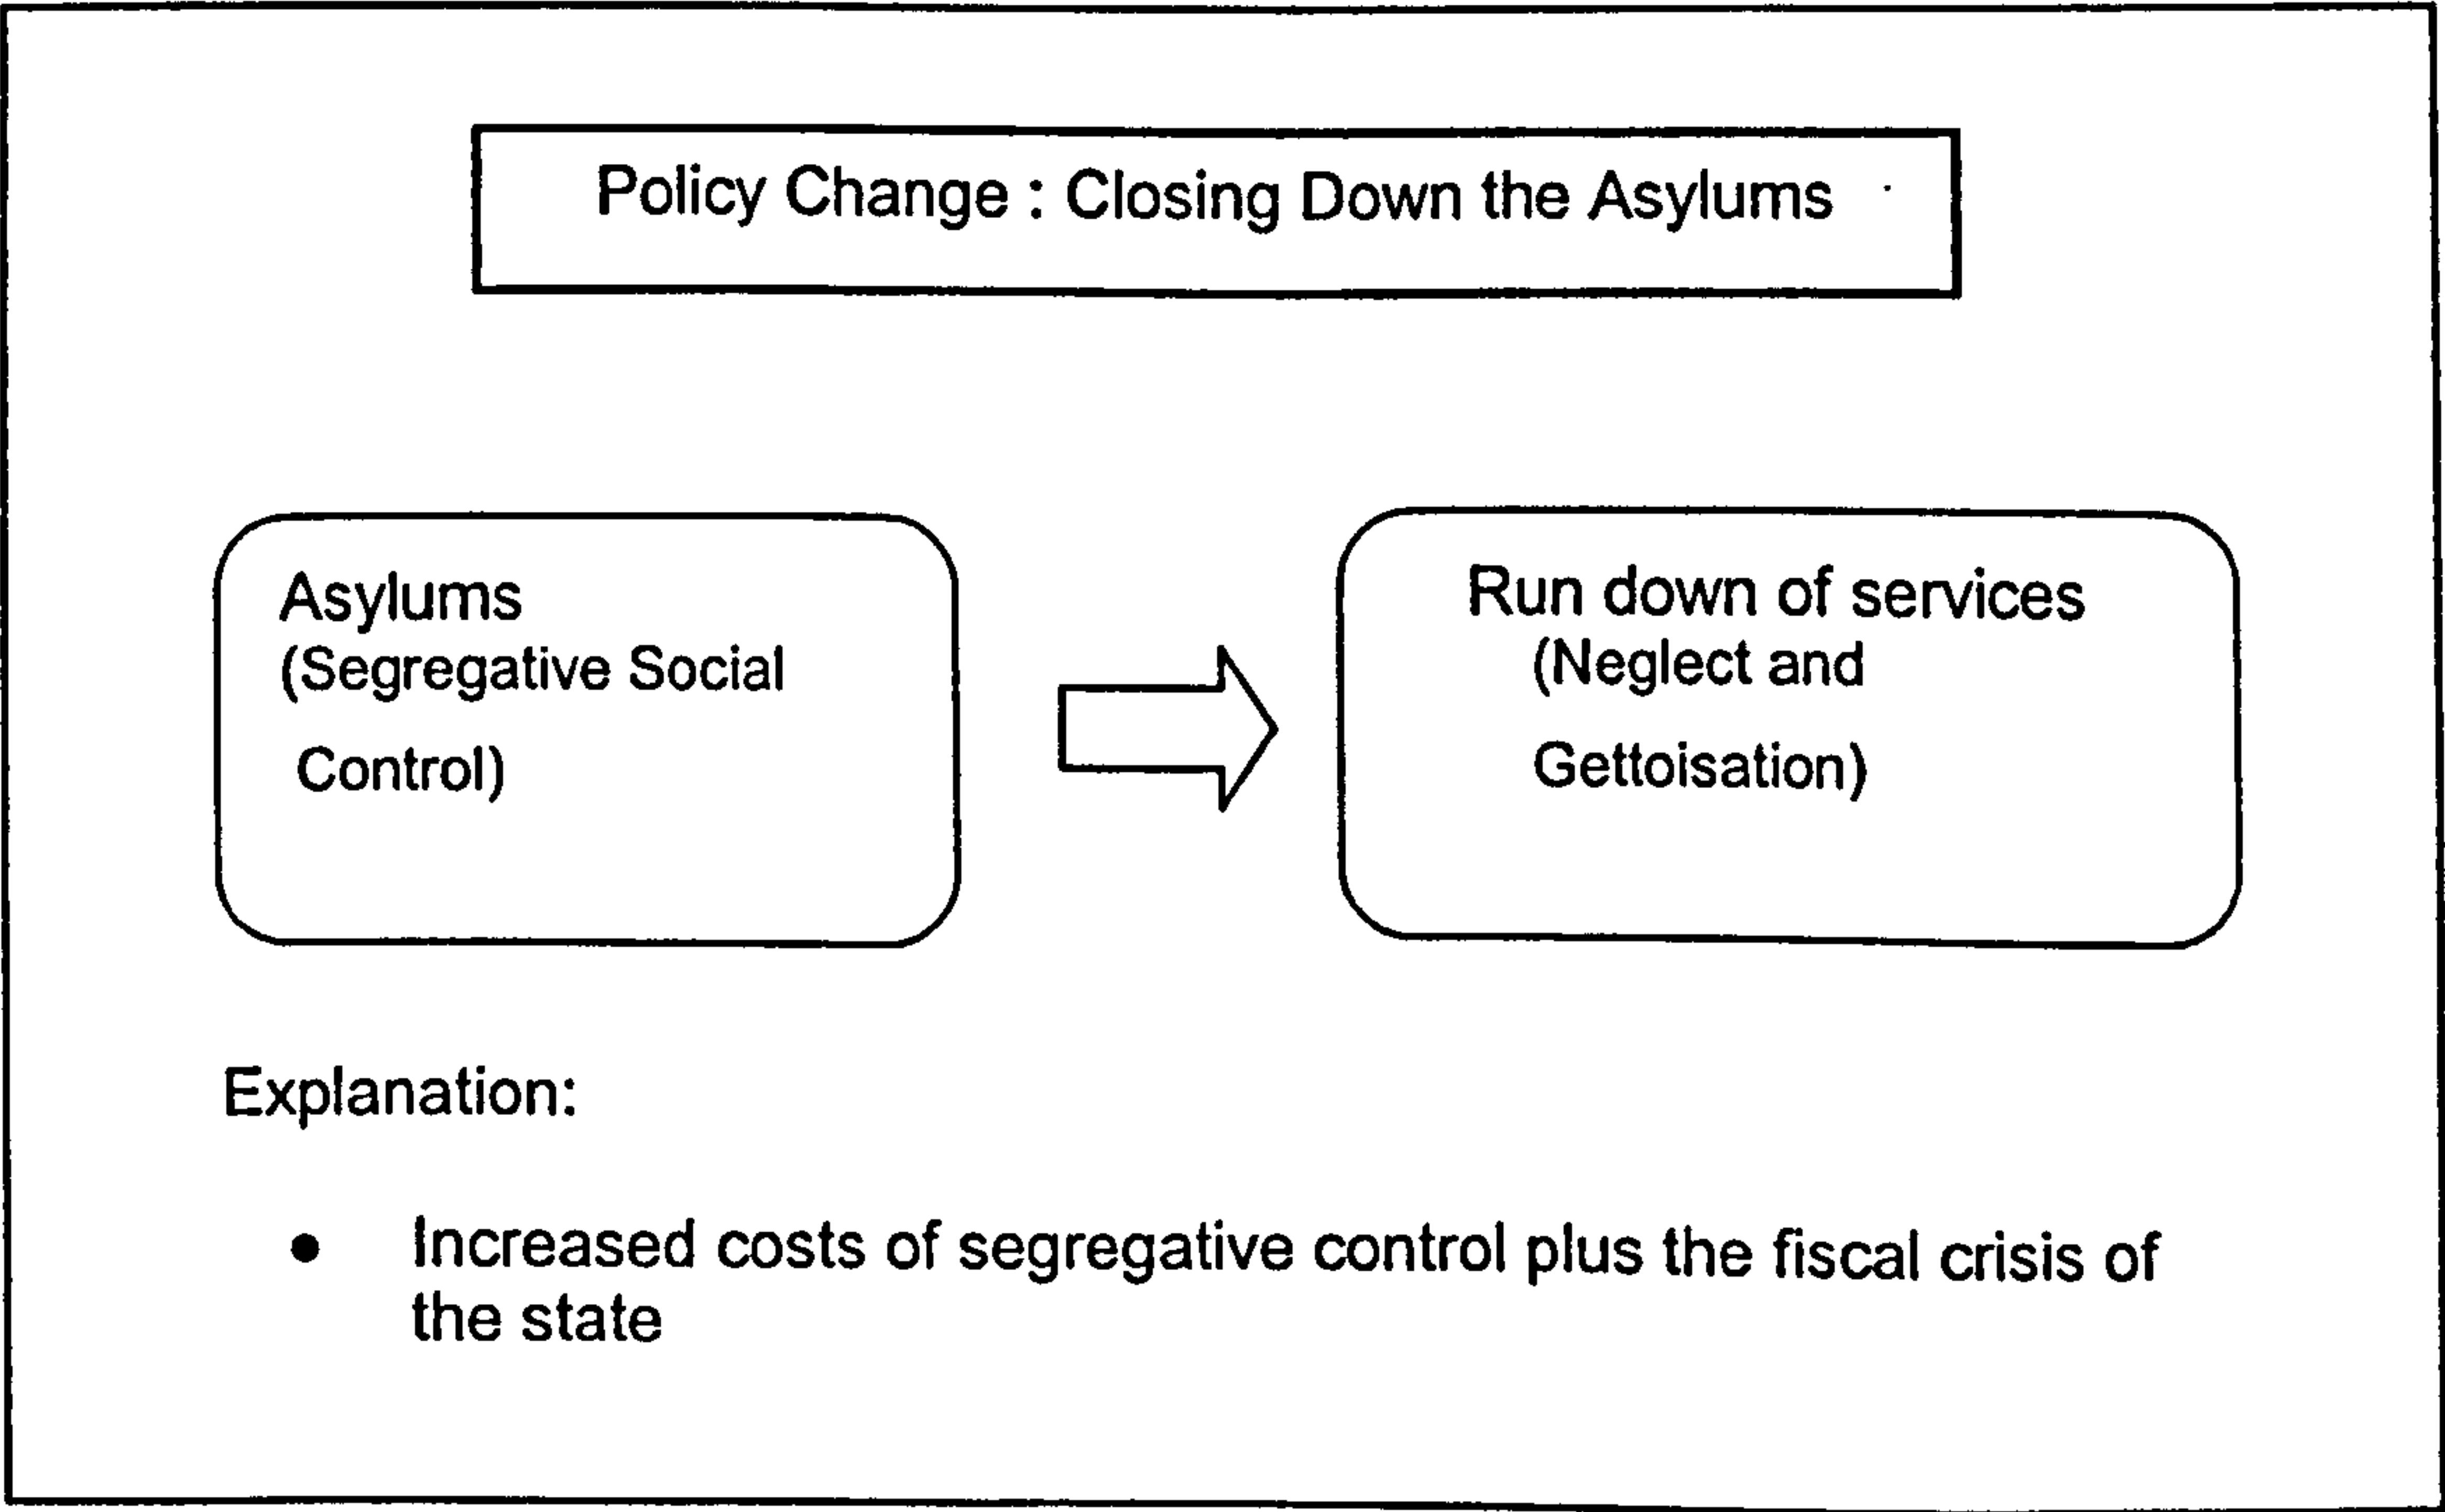 Policy Change : Closing Down the Asylums
Asylums
(Segregative Social
Control)
Run down of services
(Neglect and
Gettoisation)
Explanation:
● Increased costs of segregative control plus the fiscal crisis of
the state